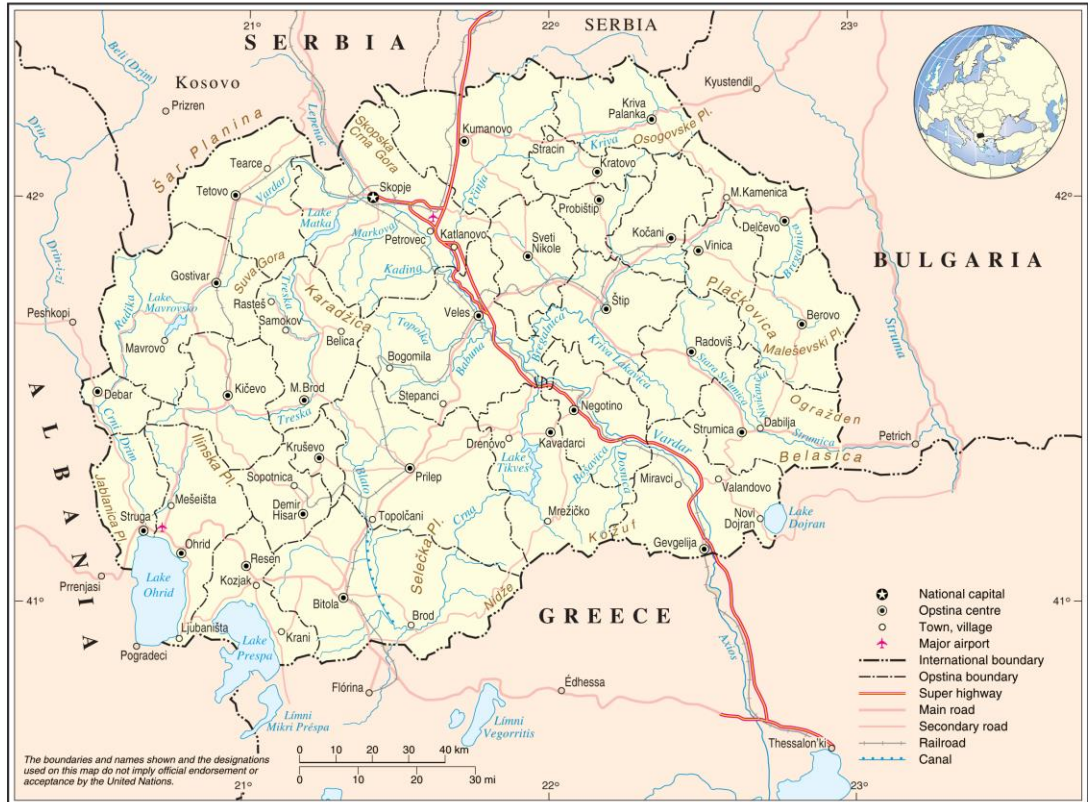 21°
22°
23°
SERBIA
SERBIA
Kosovo
Beli (Drim)
Prizren
Lepenac
Kyustendil
Drin
Šar Planina
Skopska
Crna Gora
Kumanovo
Kriva
Palanka
Osogovske Pl.
Stracin
Kriva
Kratovo
Tearce
Tetovo
Vardar
Skopje
Pšinja
42°
42°
Lake
Matka
Markova
Petrovec
Katlanovo
Probištip
M.Kamenica
Delčevo
Bregalnica
Kočani
Vinica
Sveti
Nikole
Kadina
Drin-i-zi
Gostivar
Suva Gora
Treska
Rasteš
Samokov
Karadžica
Belica
Radika
Lake
Mavrovsko
Mavrovo
Peshkopi
Veles
Topolka
Babuna
Bogomila
Stepanci
Štip
Bregalnica
Kriva Lakavica
Plačkovica
Berovo
Maleševski Pl.
Radoviš
Stara Strumica
BULGARIA
Struma
ALBANIA
Debar
Crni Drim
Kičevo
M.Brod
Treska
Negotino
Kavadarci
Drenovo
Lake
Tikveš
Vardar
Strumica
Dabilja
Strumica
Ogražden
Belasica
Petrich
Ilinska Pl.
Kruševo
Sopotnica
Demir
Hisar
Prilep
Blato
Topolčani
Crna
Bošavica
Dosnica
Miravci
Valandovo
Mrežičko
Kožuf
Novi
Dojran
Lake
Dojran
Gevgelija
Jablanica Pl.
Mešeišta
Struga
Ohrid
Lake
Ohrid
Prrenjasi
Resen
Kozjak
Bitola
Selečka Pl.
Brod
Nidže
41°
41°
GREECE
Ljubaništa
Pogradeci
Lake
Prespa
Krani
Flórina
Límni
Mikri Préspa
Límni
Vegorritis
Édhessa
Axios
Thessalon'ki
National capital
Opstina centre
Town, village
Major airport
International boundary
Opstina boundary
Super highway
Main road
Secondary road
Railroad
Canal
The boundaries and names shown and the designations
used on this map do not imply official endorsement or
acceptance by the United Nations.
0 10 20 30 40 km
0 10 20 30 mi
21°
22°
23°